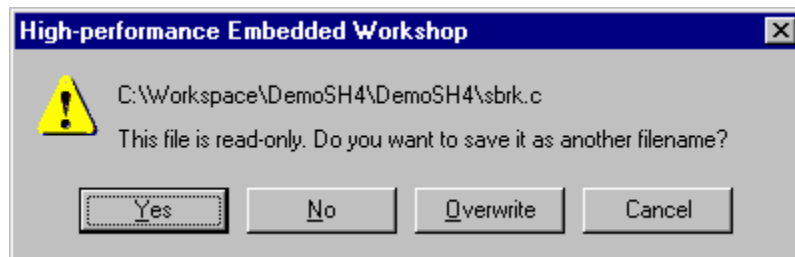 High-performance Embedded Workshop
C:\Workspace\DemoSH4\DemoSH4\sbrk.c
This file is read-only. Do you want to save it as another filename?
Yes No Overwrite Cancel